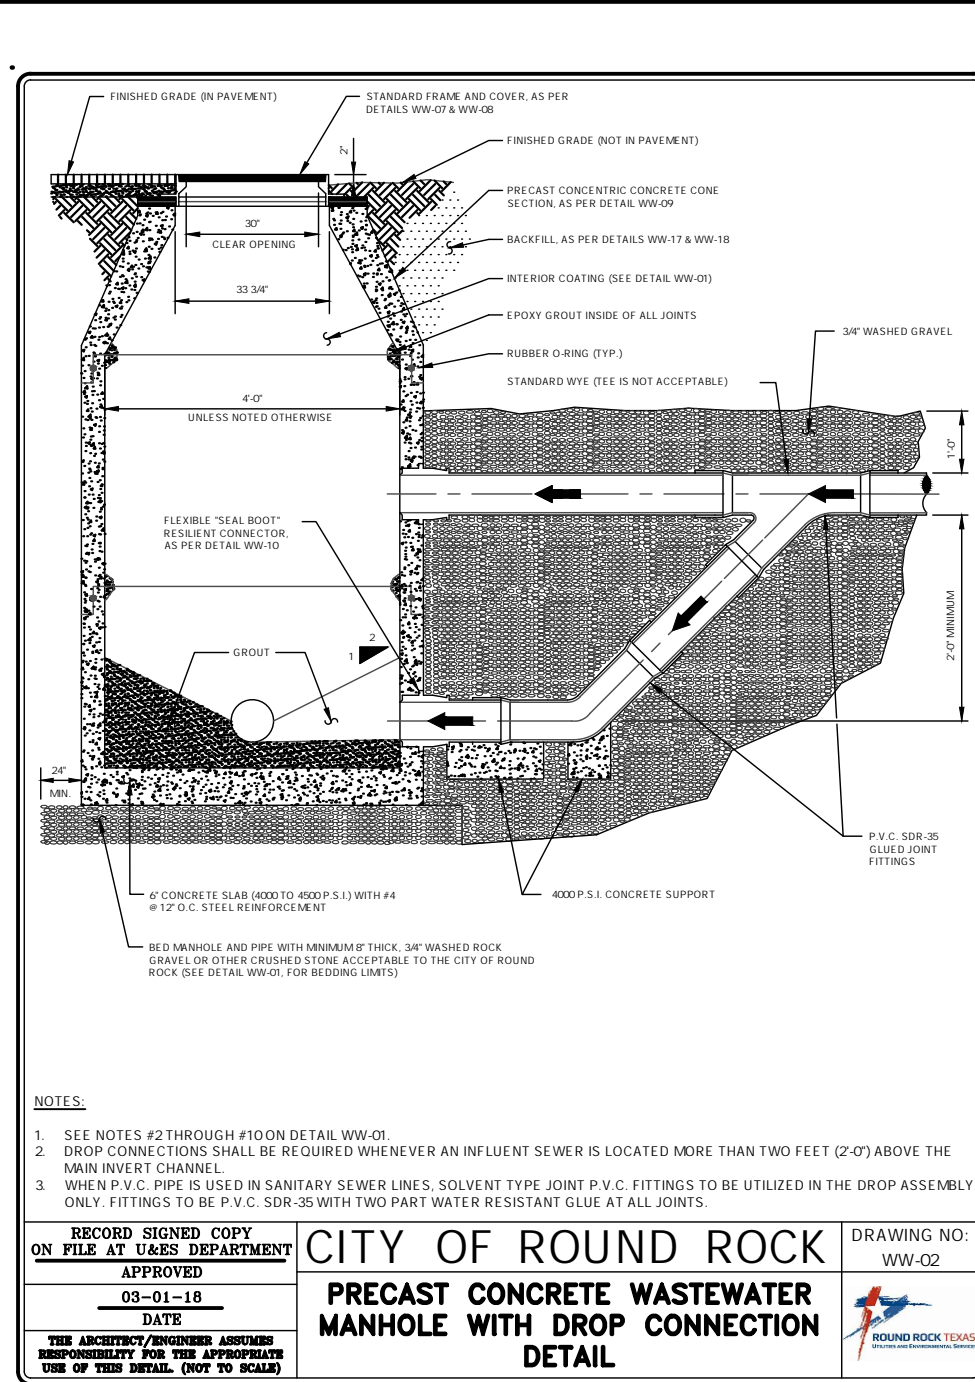 FINISHED GRADE (IN PAVEMENT)
STANDARD FRAME AND COVER, AS PER
DETAILS WW-07 & WW-08
2"
FINISHED GRADE (NOT IN PAVEMENT)
PRECAST CONCENTRIC CONCRETE CONE
SECTION, AS PER DETAIL WW-09
30"
CLEAR OPENING
BACKFILL, AS PER DETAILS WW-17 & WW-18
INTERIOR COATING (SEE DETAIL WW-01)
33 3/4"
EPOXY GROUT INSIDE OF ALL JOINTS
3/4" WASHED GRAVEL
RUBBER O-RING (TYP.)
STANDARD WYE (TEE IS NOT ACCEPTABLE)
4'-0"
UNLESS NOTED OTHERWISE
1'-0"
FLEXIBLE "SEAL BOOT"
RESILIENT CONNECTOR,
AS PER DETAIL WW-10
2'-0" MINIMUM
2
1
GROUT
24"
MIN.
P.V.C. SDR-35
GLUED JOINT
FITTINGS
6" CONCRETE SLAB (4000 TO 4500 P.S.I.) WITH #4
@ 12" O.C. STEEL REINFORCEMENT
4000 P.S.I. CONCRETE SUPPORT
BED MANHOLE AND PIPE WITH MINIMUM 8" THICK, 3/4" WASHED ROCK
GRAVEL OR OTHER CRUSHED STONE ACCEPTABLE TO THE CITY OF ROUND
ROCK (SEE DETAIL WW-01, FOR BEDDING LIMITS)
NOTES:
1. SEE NOTES #2 THROUGH #10 ON DETAIL WW-01.
2. DROP CONNECTIONS SHALL BE REQUIRED WHENEVER AN INFLUENT SEWER IS LOCATED MORE THAN TWO FEET (2'-0") ABOVE THE
MAIN INVERT CHANNEL.
3. WHEN P.V.C. PIPE IS USED IN SANITARY SEWER LINES, SOLVENT TYPE JOINT P.V.C. FITTINGS TO BE UTILIZED IN THE DROP ASSEMBLY
ONLY. FITTINGS TO BE P.V.C. SDR-35 WITH TWO PART WATER RESISTANT GLUE AT ALL JOINTS.
RECORD SIGNED COPY
ON FILE AT U&ES DEPARTMENT
APPROVED
03-01-18
DATE
THE ARCHITECT/ENGINEER ASSUMES
RESPONSIBILITY FOR THE APPROPRIATE
USE OF THIS DETAIL. (NOT TO SCALE)
CITY OF ROUND ROCK
PRECAST CONCRETE WASTEWATER
MANHOLE WITH DROP CONNECTION
DETAIL
DRAWING NO:
WW-02
ROUND ROCK TEXAS
UTILITIES AND ENVIRONMENTAL SERVICES